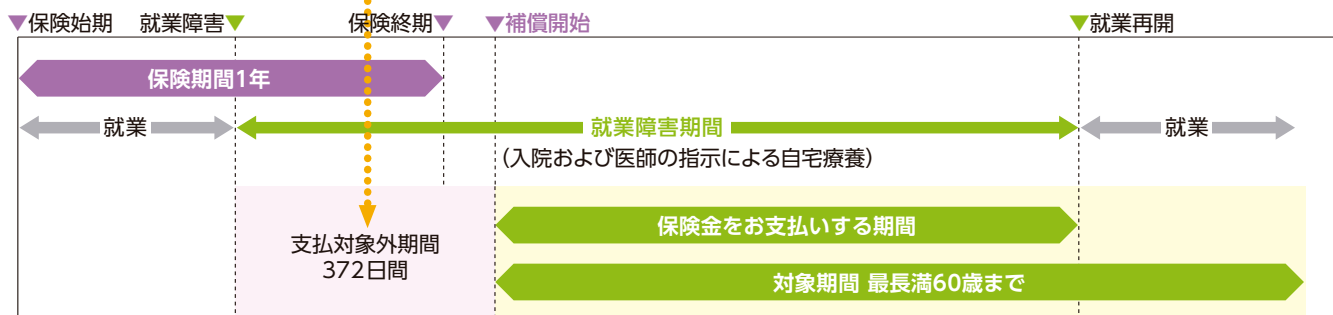 ▼保険始期 就業障害▼ 保険終期▼ ▼補償開始 ▼就業再開
保険期間1年
就業 就業障害期間 就業
(入院および医師の指示による自宅療養)
保険金をお支払いする期間
支払対象外期間
372日間
対象期間 最長満60歳まで